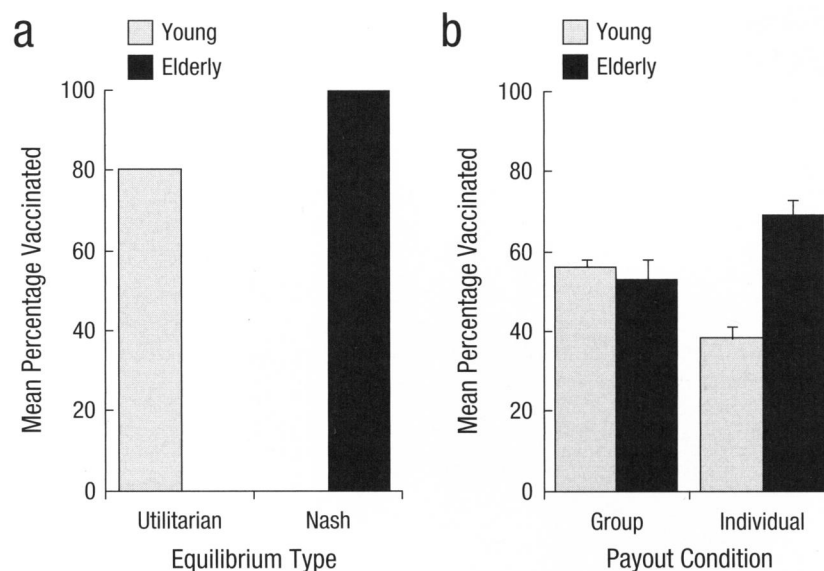 a
Young
Elderly
Mean Percentage Vaccinated
100
80
60
40
20
0
Utilitarian
Nash
Equilibrium Type
b
Young
Elderly
Mean Percentage Vaccinated
100
80
60
40
20
0
Group
Individual
Payout Condition